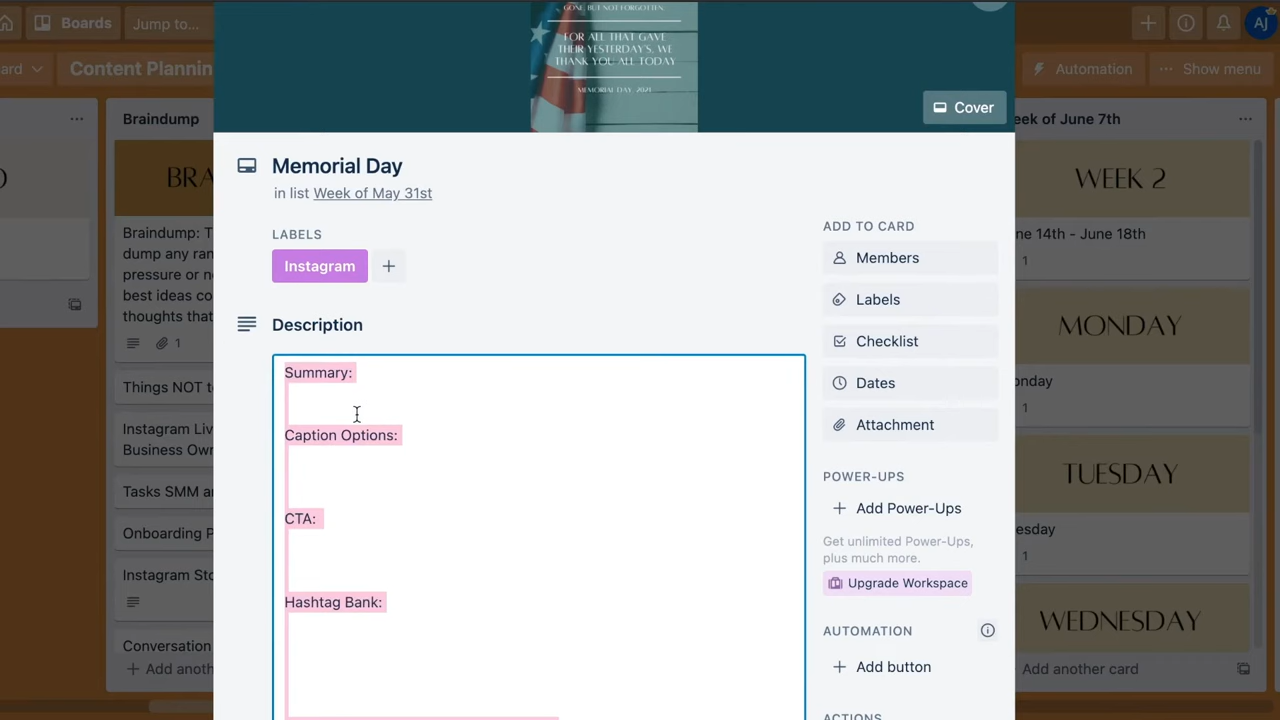 Boards
Jump to...
AJ
ard
Content Plannin
Automation
Show menu
GONE, BUT NOT FORGOTTEN.
FOR ALL THAT GAVE
THEIR YESTERDAY'S, WE
THANK YOU ALL TODAY
MEMORIAL DAY, 2021
Cover
Braindump
BRA
Braindump: T
dump any ran
pressure or n
best ideas co
thoughts that
1
Things NOT t
Instagram Liv
Business Own
Tasks SMM a
Onboarding P
Instagram Sto
Conversation
Add anoth
Memorial Day
in list Week of May 31st
LABELS
Instagram
Description
Summary:
Caption Options:
CTA:
Hashtag Bank:
ADD TO CARD
Members
Labels
Checklist
Dates
Attachment
POWER-UPS
Add Power-Ups
Get unlimited Power-Ups,
plus much more.
Upgrade Workspace
AUTOMATION
Add button
ACTIONS
eek of June 7th
WEEK 2
ne 14th - June 18th
1
MONDAY
onday
1
TUESDAY
esday
1
WEDNESDAY
Add another card